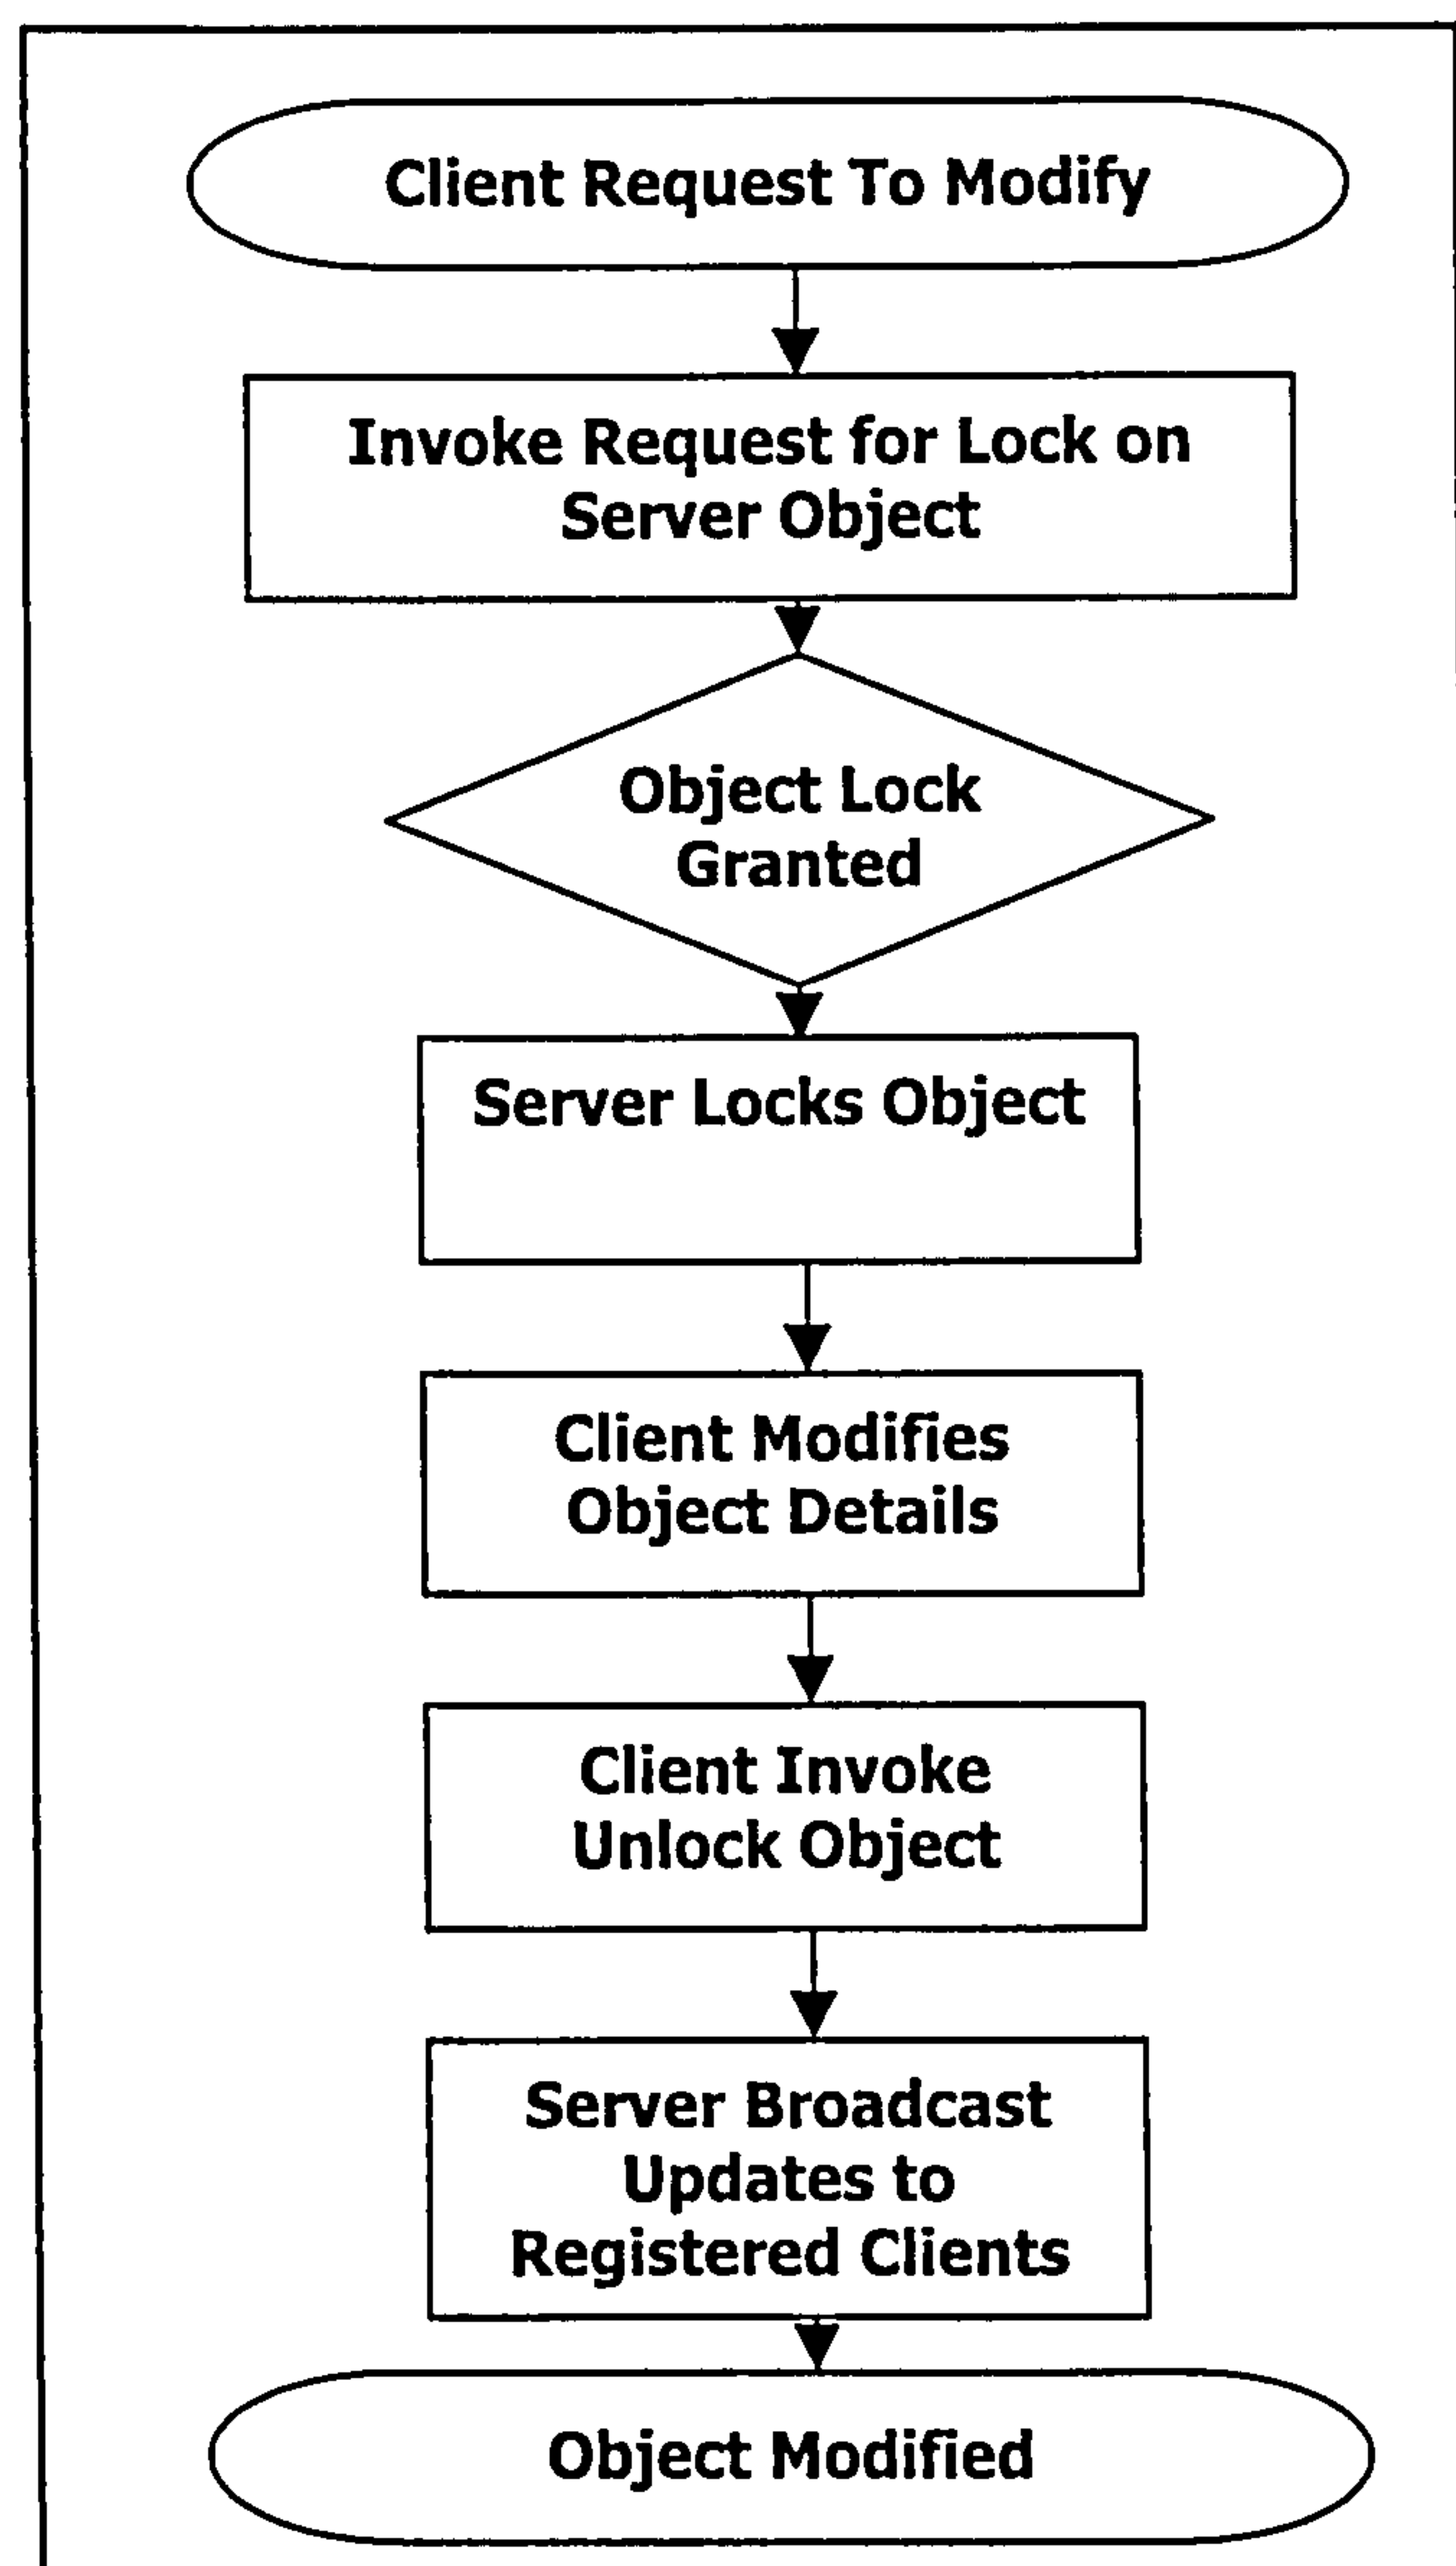 Client Request To Modify
Invoke Request for Lock on
Server Object
Object Lock
Granted
Server Locks Object
Client Modifies
Object Details
Client Invoke
Unlock Object
Server Broadcast
Updates to
Registered Clients
Object Modified